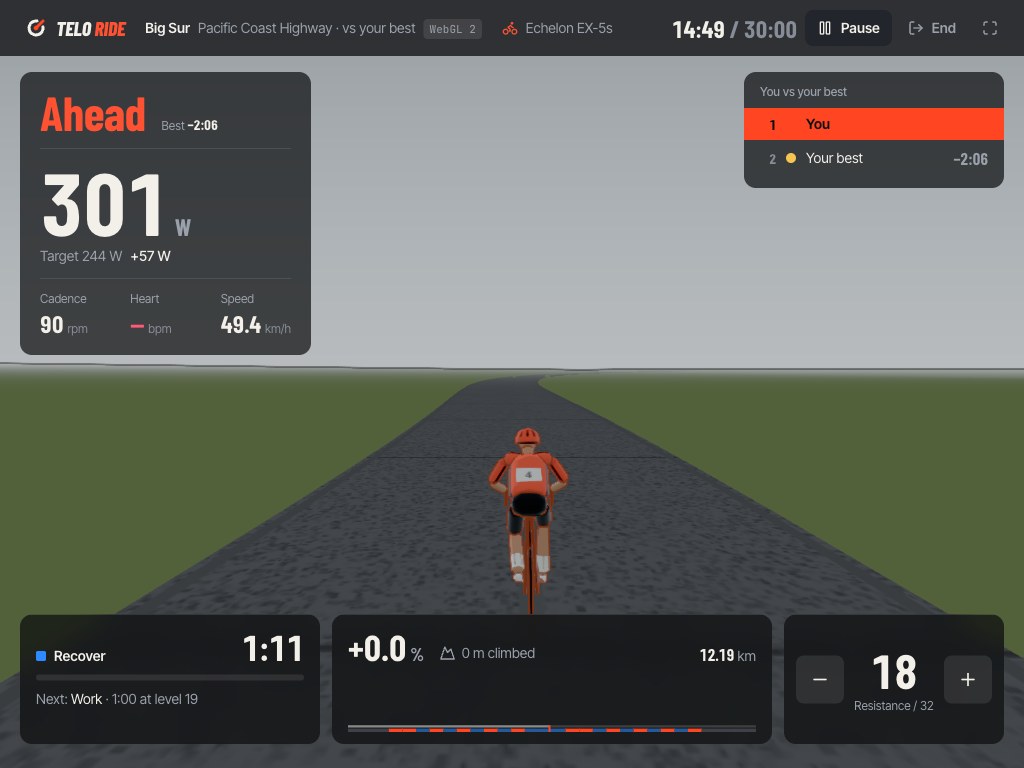 TELO RIDE Big Sur Pacific Coast Highway · vs your best WebGL 2 Echelon EX-5s 14:49 / 30:00 Pause End
Ahead Best −2:06
301 W
Target 244 W +57 W
Cadence Heart Speed
90 rpm – bpm 49.4 km/h
You vs your best
1 You
2 Your best −2:06
4
Recover 1:11
Next: Work · 1:00 at level 19
+0.0 % 0 m climbed 12.19 km
− 18 +
Resistance / 32